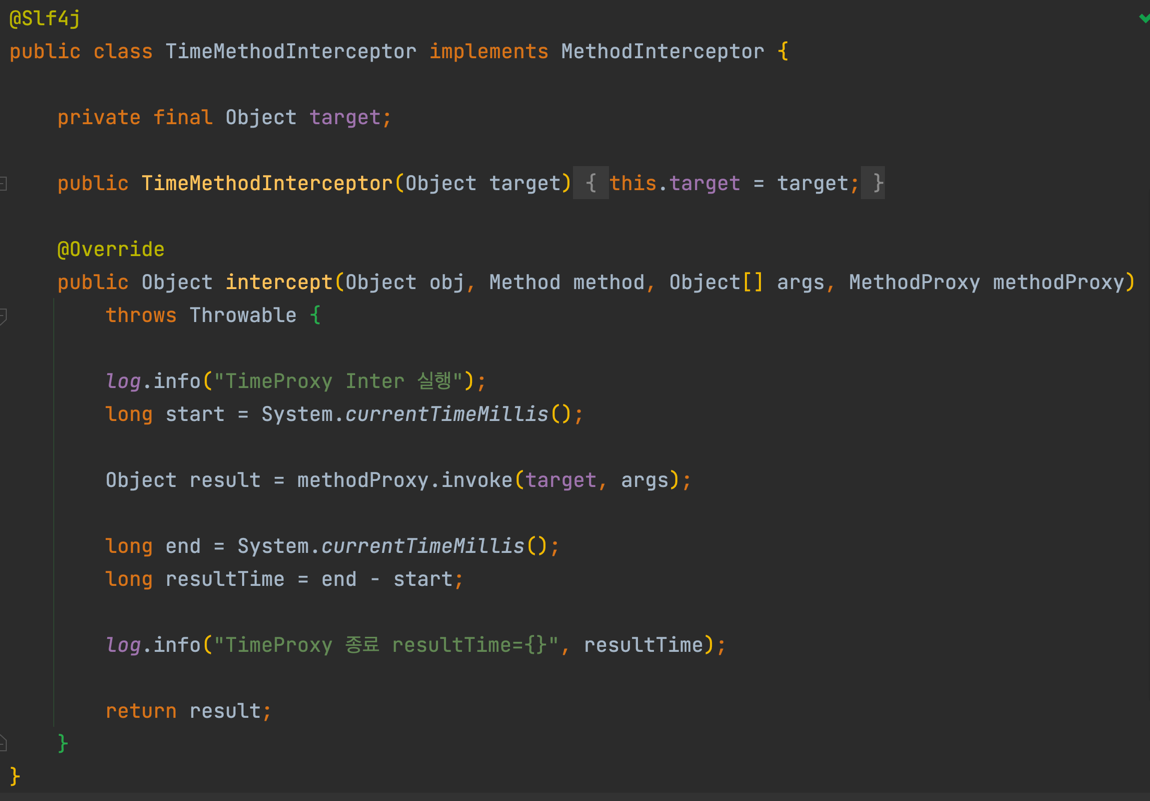 @Slf4j
public class TimeMethodInterceptor implements MethodInterceptor {
private final Object target;
public TimeMethodInterceptor(Object target) { this.target = target; }
@Override
public Object intercept(Object obj, Method method, Object[] args, MethodProxy methodProxy)
throws Throwable {
log.info("TimeProxy Inter 실행");
long start = System.currentTimeMillis();
Object result = methodProxy.invoke(target, args);
long end = System.currentTimeMillis();
long resultTime = end - start;
log.info("TimeProxy 종료 resultTime={}", resultTime);
return result;
}
}